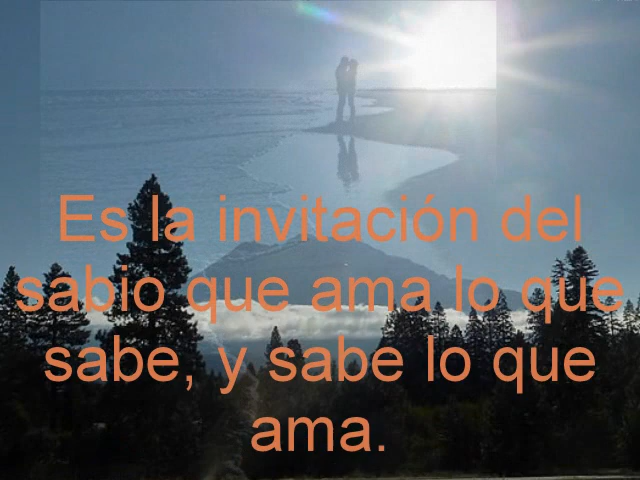 Es la invitación del
sabio que ama lo que
sabe, y sabe lo que
ama.